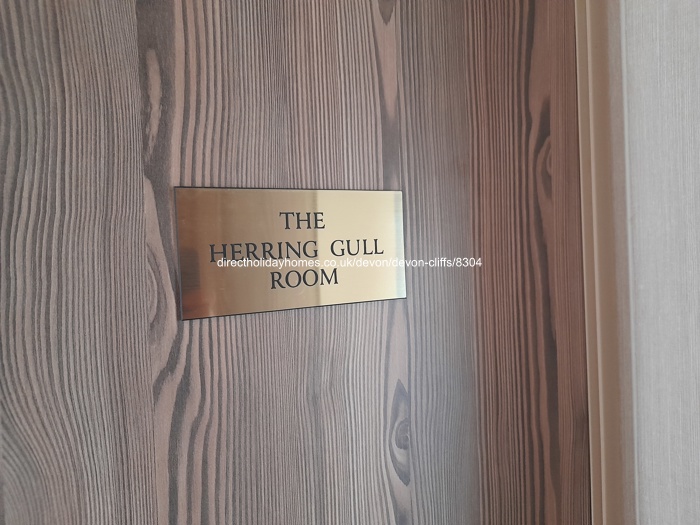 THE
HERRING GULL
directholidayhomes.co.uk/devon/devon-cliffs/8304
ROOM